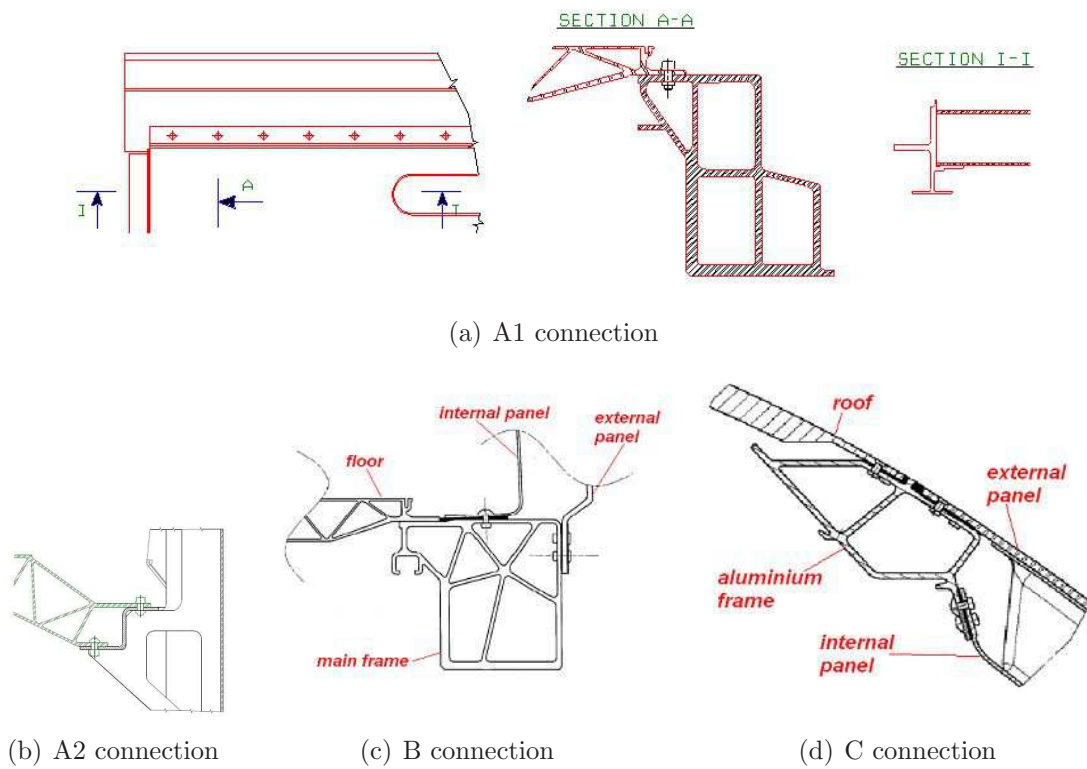 SECTION A-A
SECTION I-I
A
I
I
(a) A1 connection
internal panel
external
panel
floor
main frame
roof
external
panel
aluminium
frame
internal
panel
(b) A2 connection
(c) B connection
(d) C connection